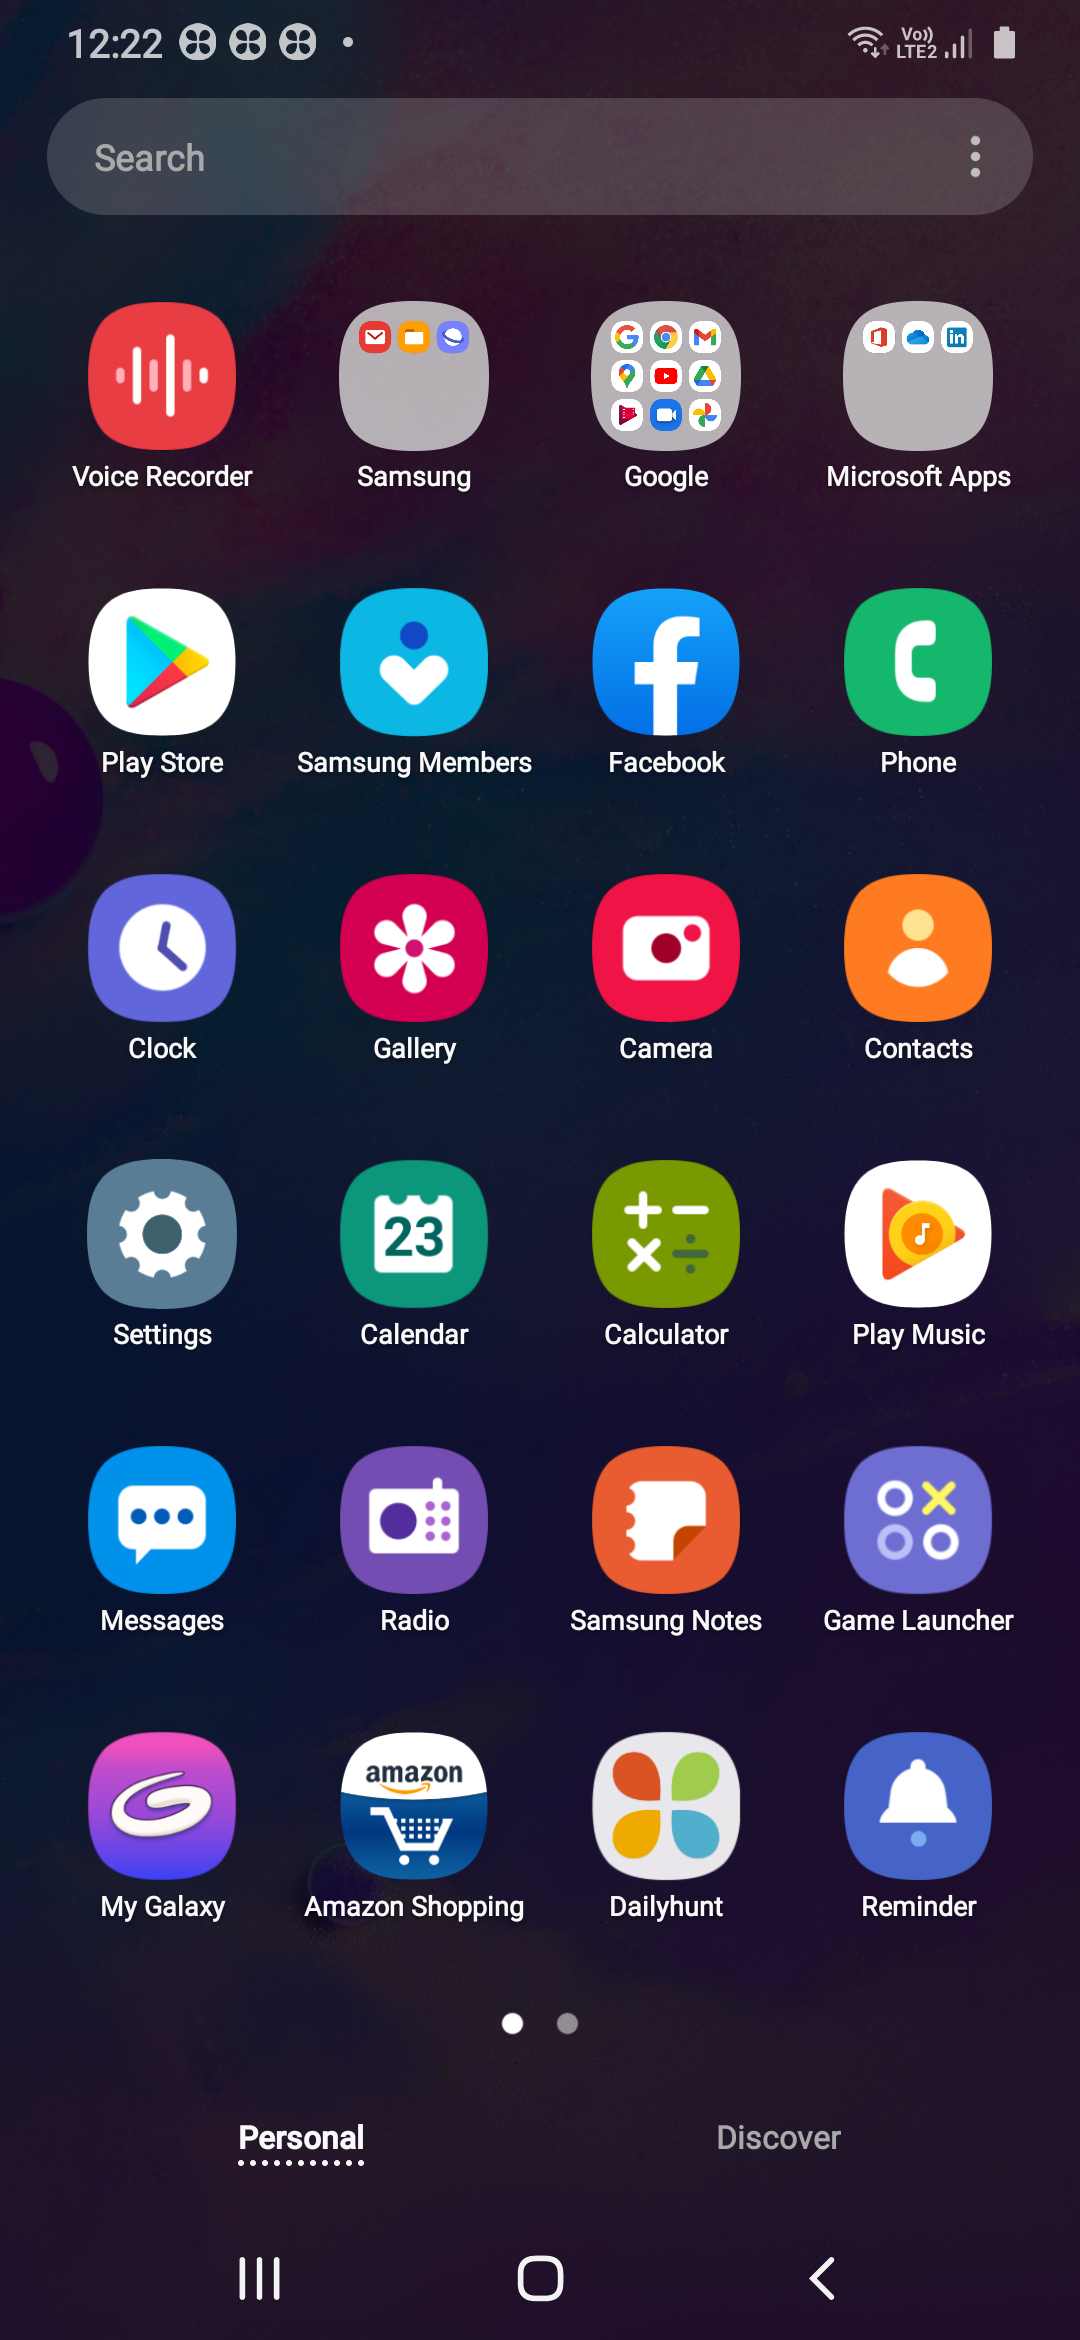 12:22 Vo)) LTE2
Search
Voice Recorder Samsung Google Microsoft Apps
Play Store Samsung Members Facebook Phone
Clock Gallery Camera Contacts
23
Settings Calendar Calculator Play Music
Messages Radio Samsung Notes Game Launcher
amazon
My Galaxy Amazon Shopping Dailyhunt Reminder
Personal Discover